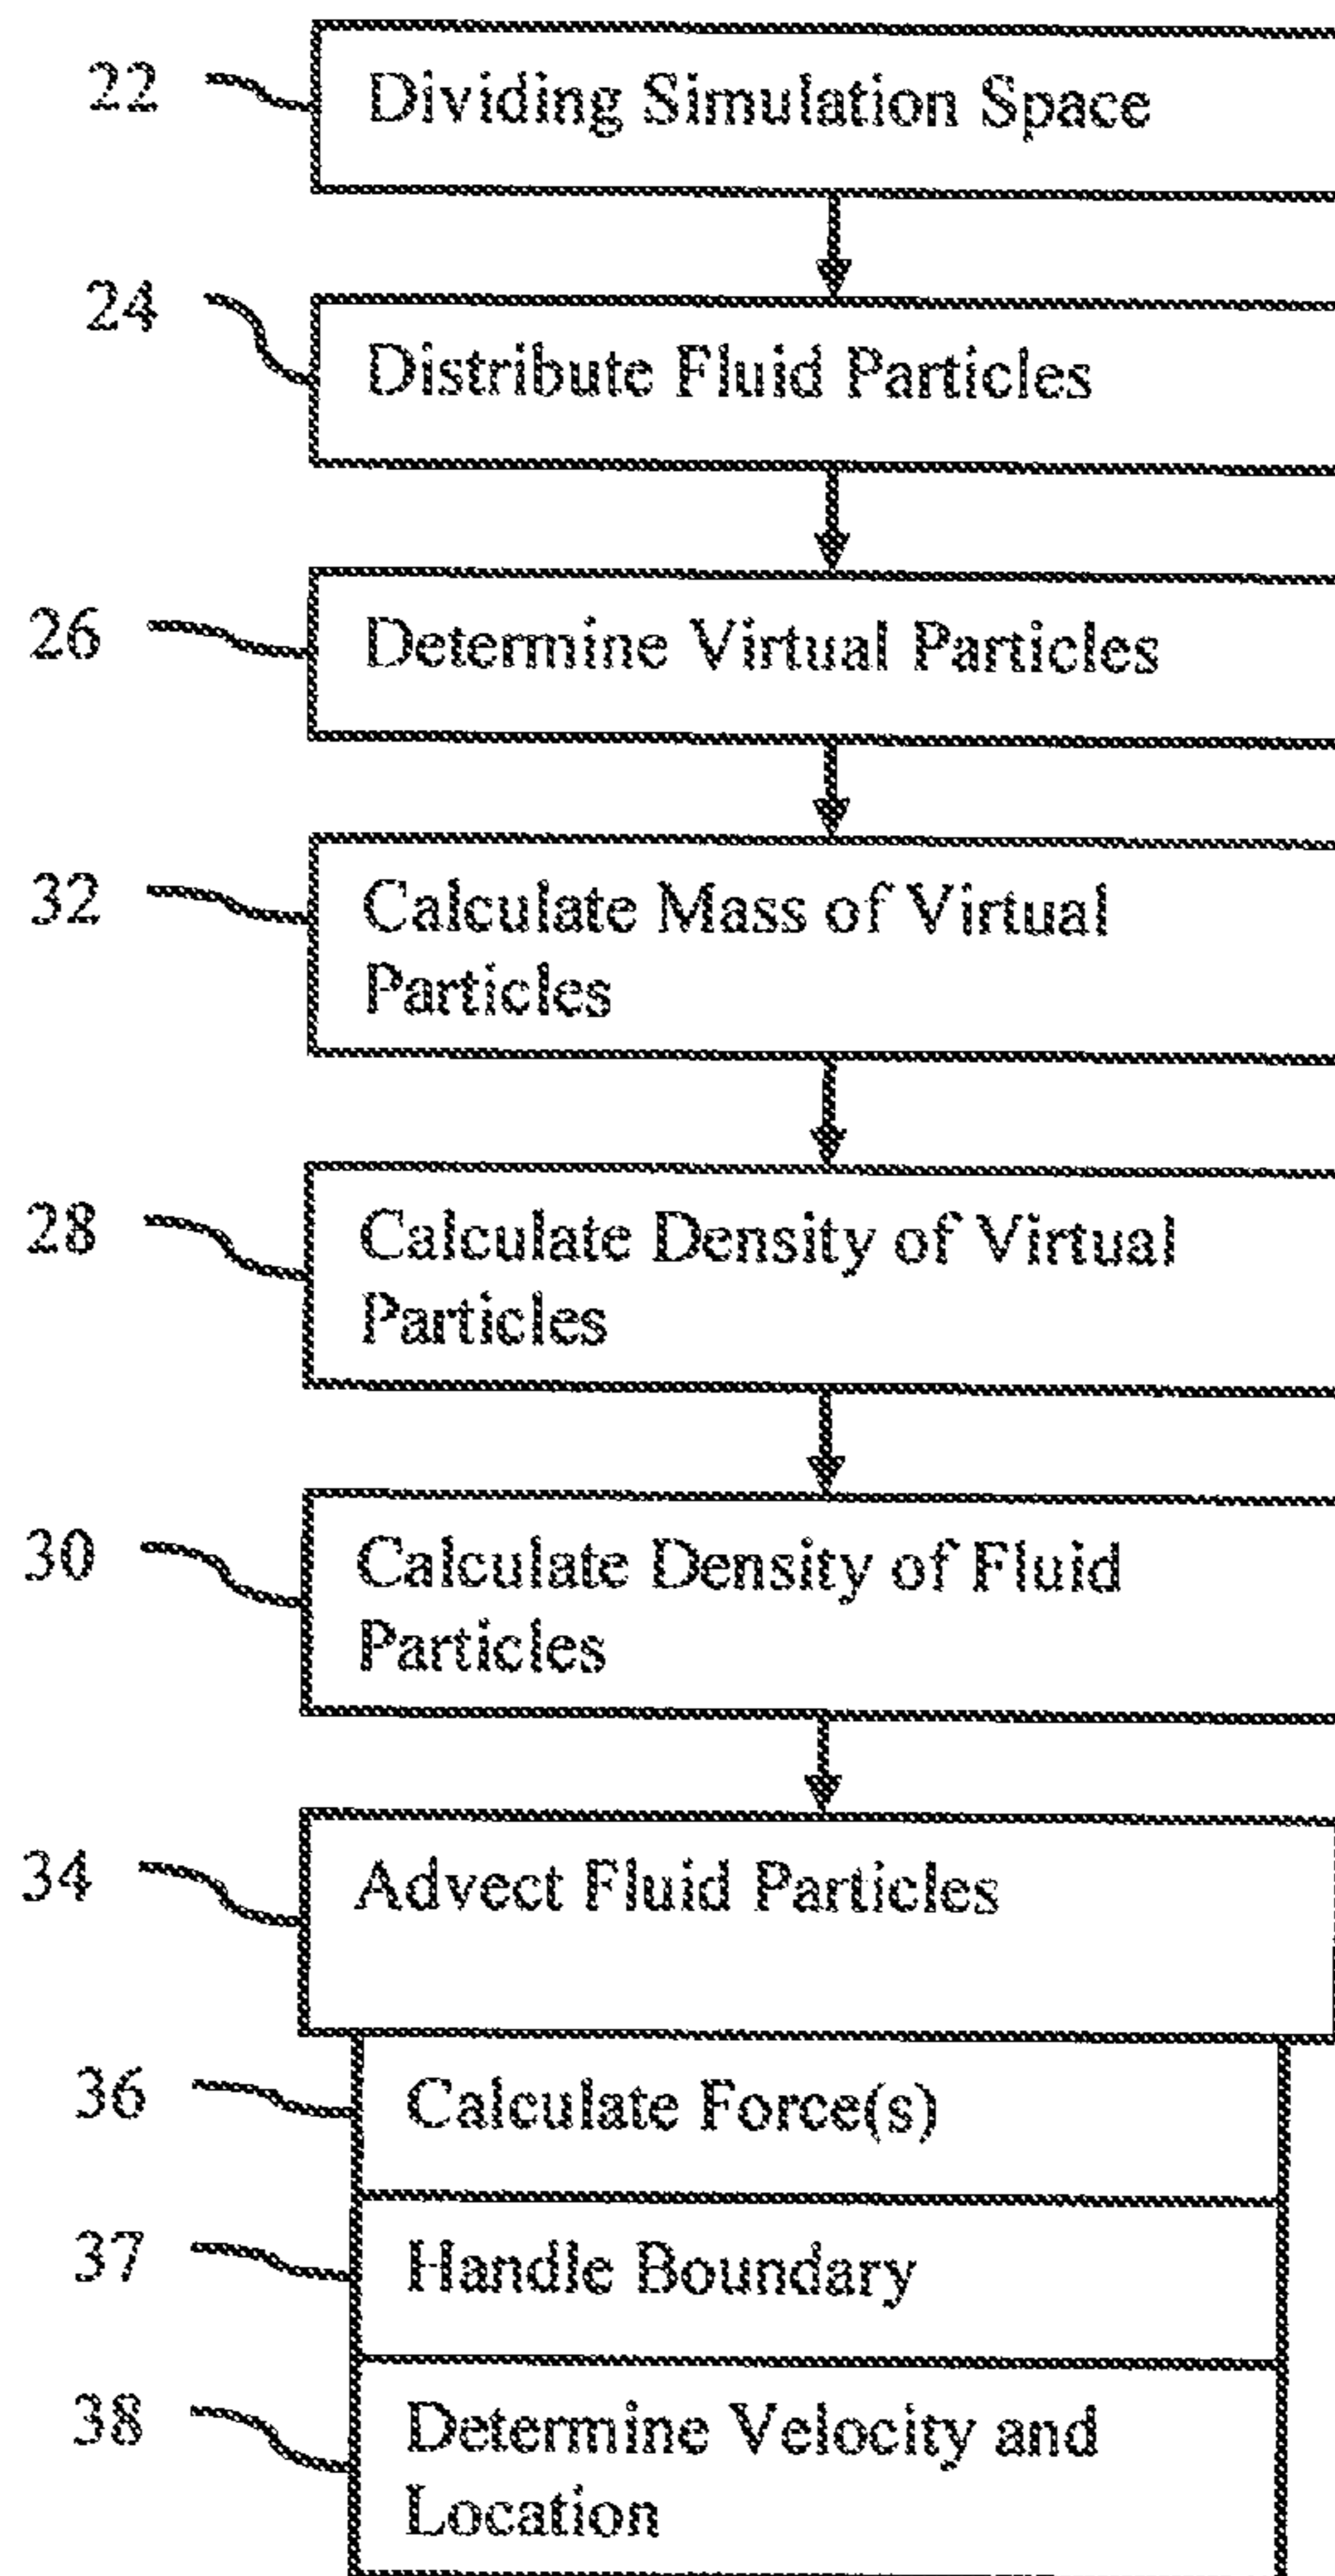 22 Dividing Simulation Space
24 Distribute Fluid Particles
26 Determine Virtual Particles
32 Calculate Mass of Virtual
Particles
28 Calculate Density of Virtual
Particles
30 Calculate Density of Fluid
Particles
34 Advect Fluid Particles
36 Calculate Force(s)
37 Handle Boundary
38 Determine Velocity and
Location